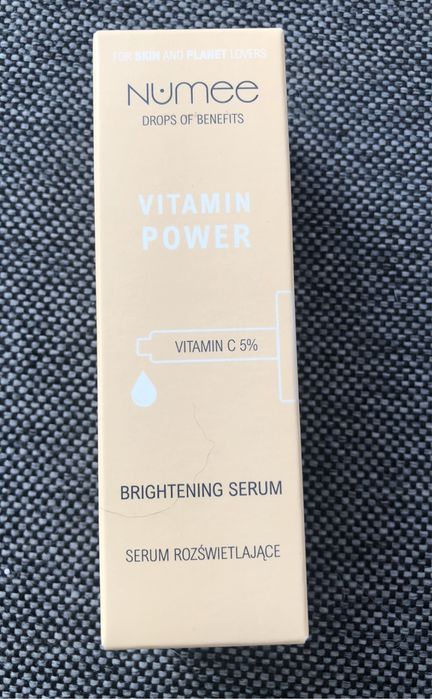 FOR SKIN AND PLANET LOVERS
NUMEE
DROPS OF BENEFITS
VITAMIN
POWER
VITAMIN C 5%
BRIGHTENING SERUM
SERUM ROZŚWIETLAJĄCE